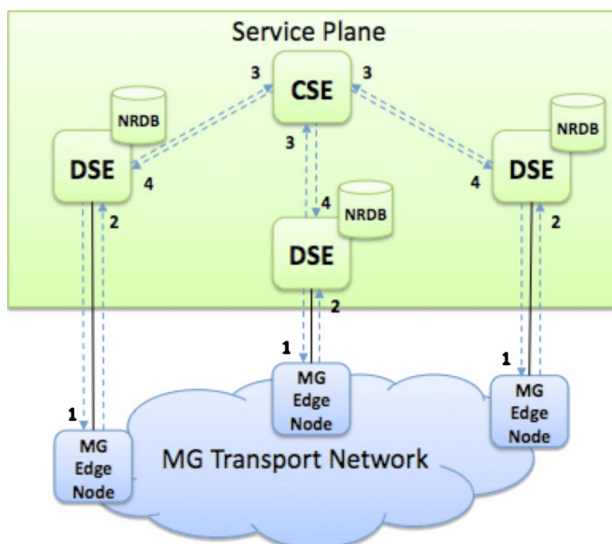 Service Plane
3
CSE
3
NRDB
NRDB
DSE
DSE
4
3
4
4
2
NRDB
2
DSE
2
1
1
MG
Edge
Node
MG
Edge
Node
1
MG
Edge
Node
MG Transport Network